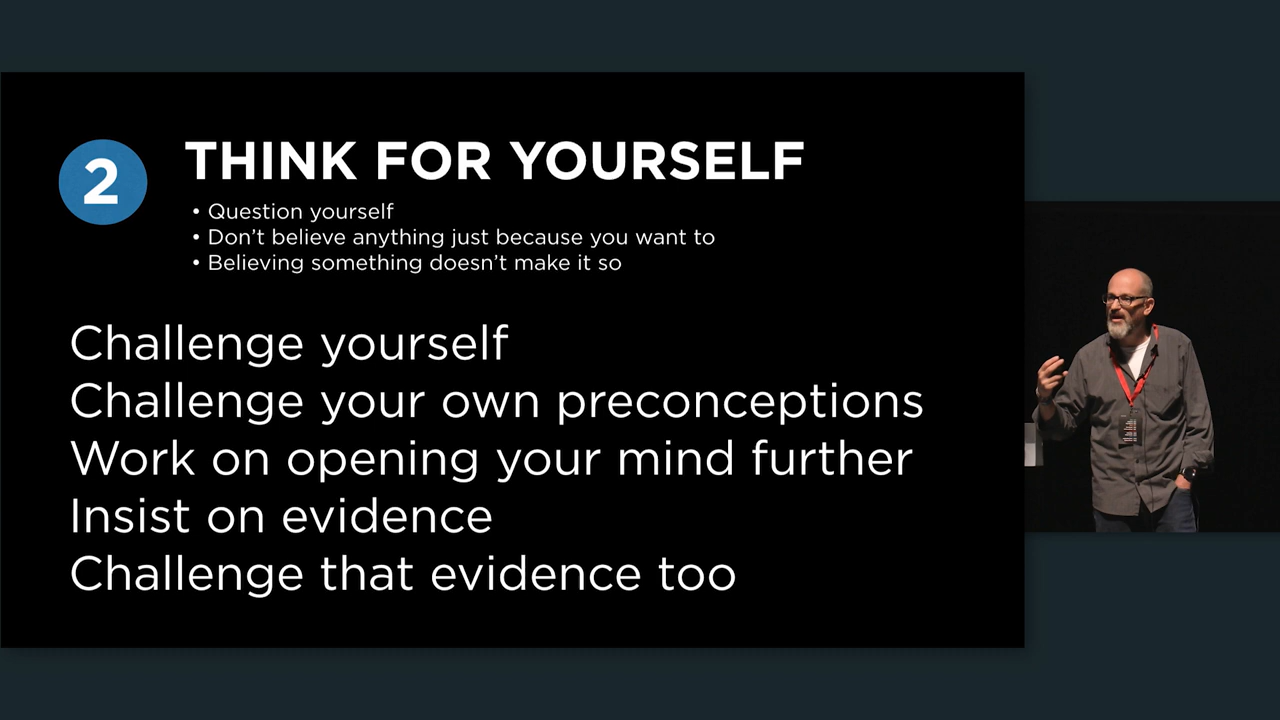 2
THINK FOR YOURSELF
• Question yourself
• Don’t believe anything just because you want to
• Believing something doesn’t make it so
Challenge yourself
Challenge your own preconceptions
Work on opening your mind further
Insist on evidence
Challenge that evidence too